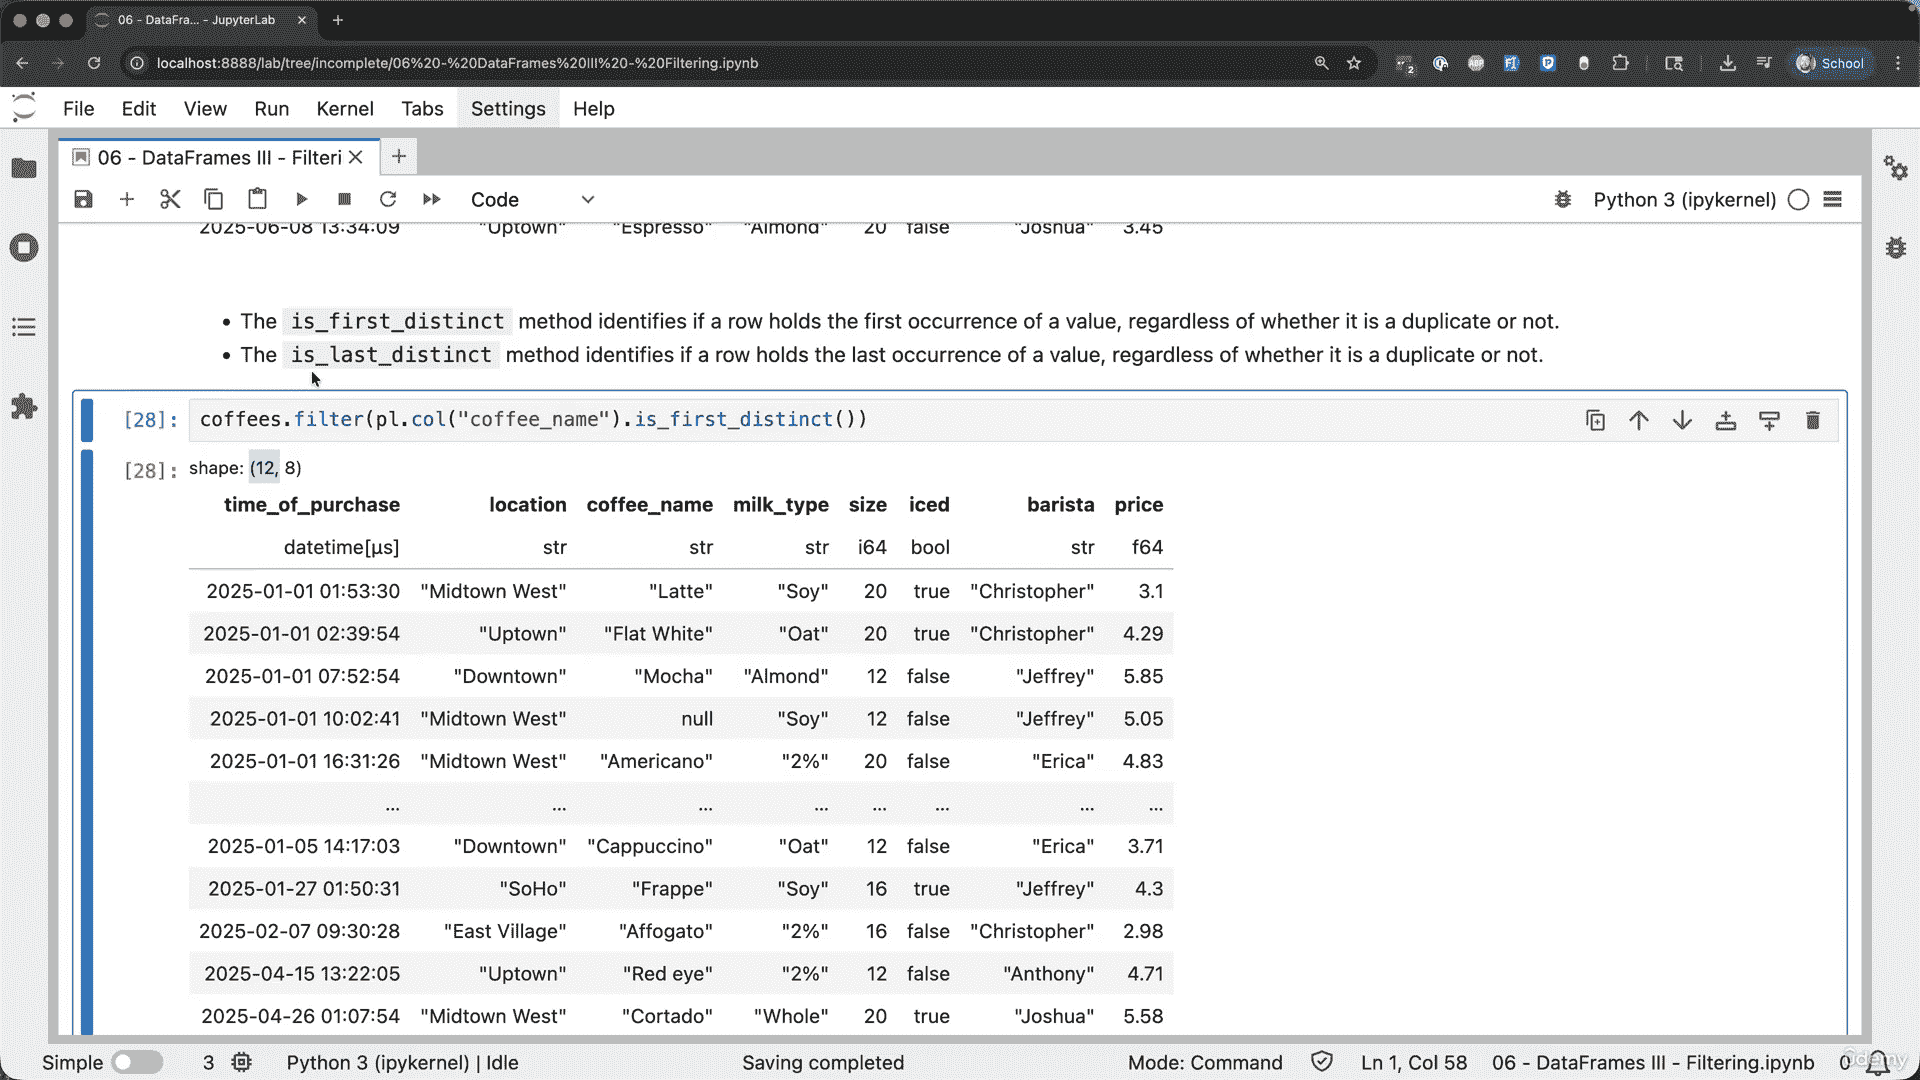 06 - DataFra... - JupyterLab
localhost:8888/lab/tree/incomplete/06%20-%20DataFrames%20III%20-%20Filtering.ipynb
2
ABP
School
File Edit View Run Kernel Tabs Settings Help
06 - DataFrames III - Filteri
Code
Python 3 (ipykernel)
2025-06-08 13:34:09 "Uptown" "Espresso" "Almond" 20 false "Joshua" 3.45
• The is_first_distinct method identifies if a row holds the first occurrence of a value, regardless of whether it is a duplicate or not.
• The is_last_distinct method identifies if a row holds the last occurrence of a value, regardless of whether it is a duplicate or not.
[28]: coffees.filter(pl.col("coffee_name").is_first_distinct())
[28]: shape: (12, 8)
time_of_purchase location coffee_name milk_type size iced barista price
datetime[μs] str str str i64 bool str f64
2025-01-01 01:53:30 "Midtown West" "Latte" "Soy" 20 true "Christopher" 3.1
2025-01-01 02:39:54 "Uptown" "Flat White" "Oat" 20 true "Christopher" 4.29
2025-01-01 07:52:54 "Downtown" "Mocha" "Almond" 12 false "Jeffrey" 5.85
2025-01-01 10:02:41 "Midtown West" null "Soy" 12 false "Jeffrey" 5.05
2025-01-01 16:31:26 "Midtown West" "Americano" "2%" 20 false "Erica" 4.83
… … … … … … … …
2025-01-05 14:17:03 "Downtown" "Cappuccino" "Oat" 12 false "Erica" 3.71
2025-01-27 01:50:31 "SoHo" "Frappe" "Soy" 16 true "Jeffrey" 4.3
2025-02-07 09:30:28 "East Village" "Affogato" "2%" 16 false "Christopher" 2.98
2025-04-15 13:22:05 "Uptown" "Red eye" "2%" 12 false "Anthony" 4.71
2025-04-26 01:07:54 "Midtown West" "Cortado" "Whole" 20 true "Joshua" 5.58
Simple 3 Python 3 (ipykernel) | Idle Saving completed Mode: Command Ln 1, Col 58 06 - DataFrames III - Filtering.ipynb 0
udemy